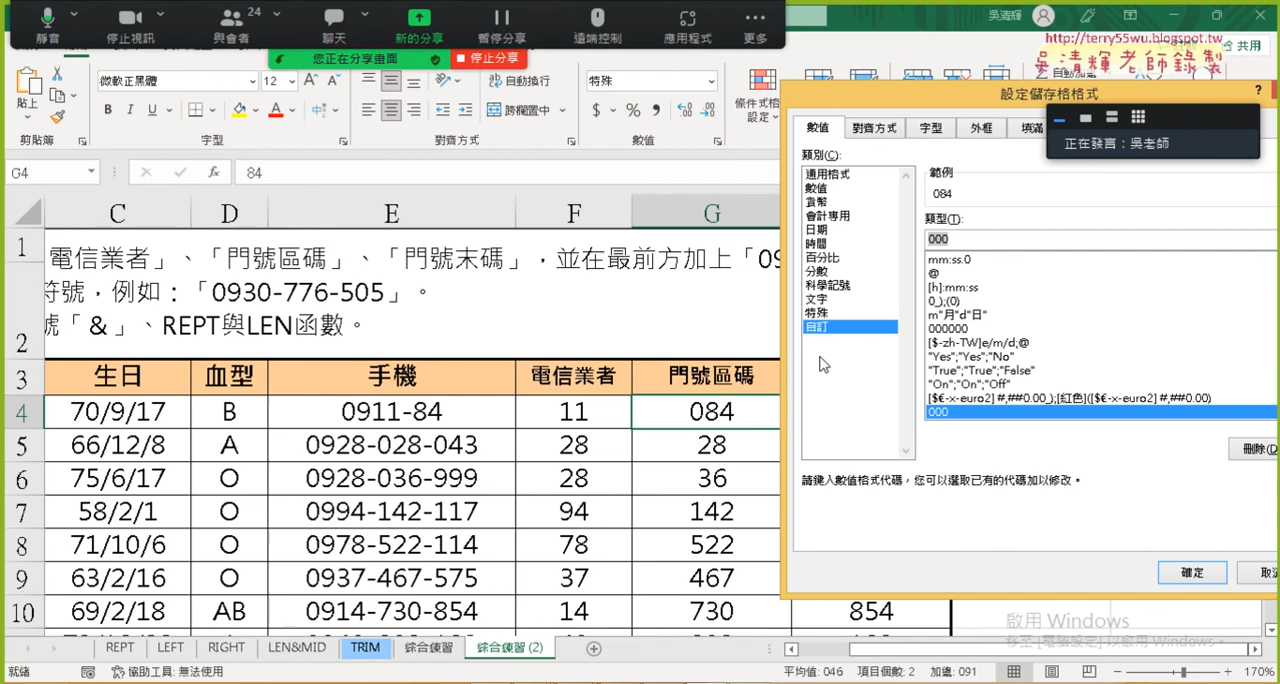 靜音
停止視訊
24
與會者
聊天
新的分享
暫停分享
遠端控制
應用程式
更多
吳清輝
http://terry55wu.blogspot.tw
吳清輝老師錄製
共用
您正在分享畫面
停止分享
貼上
剪貼簿
微軟正黑體
12
B I U
字型
自動換行
跨欄置中
對齊方式
特殊
$ %
數值
條件式格
設定
G4
fx
84
設定儲存格格式
?
數值
對齊方式
字型
外框
填滿
正在發言：吳老師
類別(C):
通用格式
數值
貨幣
會計專用
日期
時間
百分比
分數
科學記號
文字
特殊
自訂
範例
084
類型(T):
000
mm:ss.0
@
[h]:mm:ss
0_);(0)
m"月"d"日"
000000
[$-zh-TW]e/m/d;@
"Yes";"Yes";"No"
"True";"True";"False"
"On";"On";"Off"
[$€-x-euro2] #,##0.00_);[紅色]([$€-x-euro2] #,##0.00)
000
刪除(D
請鍵入數值格式代碼，您可以選取已有的代碼加以修改。
確定
取消
C D E F G
1 電信業者」、「門號區碼」、「門號末碼」，並在最前方加上「09
符號，例如：「0930-776-505」。
2 號「&」、REPT與LEN函數。
3 生日 血型 手機 電信業者 門號區碼
4 70/9/17 B 0911-84 11 084
5 66/12/8 A 0928-028-043 28 28
6 75/6/17 O 0928-036-999 28 36
7 58/2/1 O 0994-142-117 94 142
8 71/10/6 O 0978-522-114 78 522
9 63/2/16 O 0937-467-575 37 467
10 69/2/18 AB 0914-730-854 14 730 854
啟用 Windows
移至 [電腦設定] 以啟用 Windows。
REPT LEFT RIGHT LEN&MID TRIM 綜合練習 綜合練習 (2)
就緒
協助工具: 無法使用
平均值: 046 項目個數: 2 加總: 091
170%